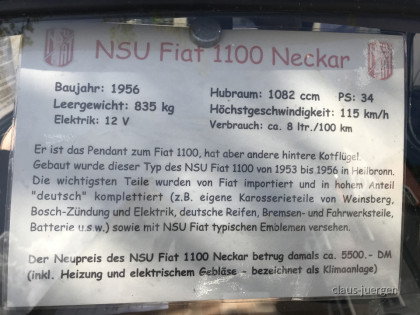 NSU Fiat 1100 Neckar
Baujahr: 1956
Leergewicht: 835 kg
Elektrik: 12 V
Hubraum: 1082 ccm PS: 34
Höchstgeschwindigkeit: 115 km/h
Verbrauch: ca. 8 ltr./100 km
Er ist das Pendant zum Fiat 1100, hat aber andere hintere Kotflügel.
Gebaut wurde dieser Typ des NSU Fiat 1100 von 1953 bis 1956 in Heilbronn.
Die wichtigsten Teile wurden von Fiat importiert und in hohem Anteil
"deutsch" komplettiert (z.B. eigene Karosserieteile von Weinsberg,
Bosch-Zündung und Elektrik, deutsche Reifen, Bremsen- und Fahrwerksteile,
Batterie u.s.w.) sowie mit NSU Fiat typischen Emblemen versehen.
Der Neupreis des NSU Fiat 1100 Neckar betrug damals ca. 5500.- DM
(inkl. Heizung und elektrischem Gebläse - bezeichnet als Klimaanlage)
claus-juergen